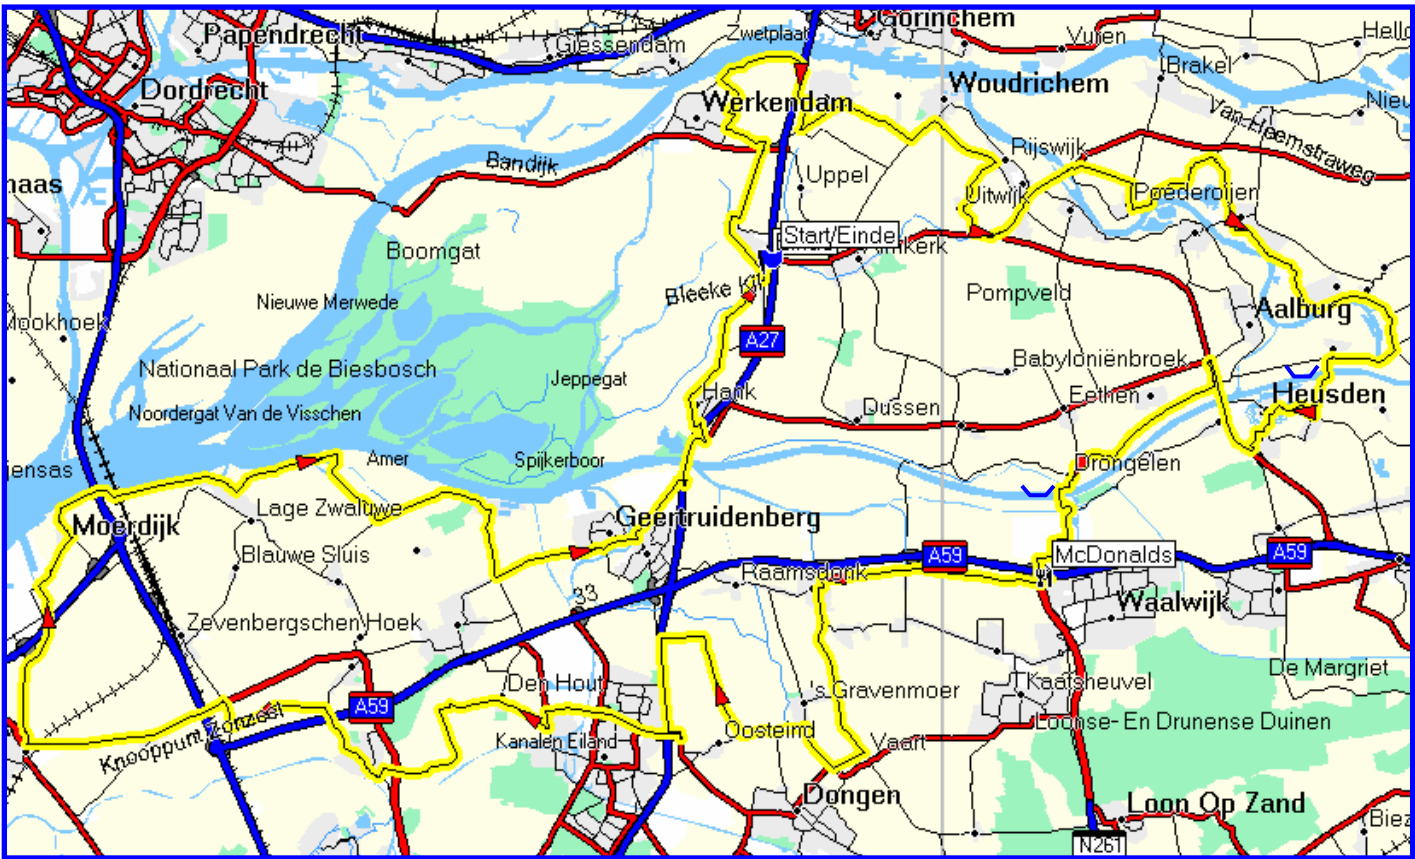 Gorinchem
Papendrecht
Giessendam
Zwetplaat
Vuren
Brakel
Dordrecht
Werkendam
Woudrichem
Van Heemstraweg
Bandijk
Rijswijk
Uppel
Uitwijk
Poederoijen
Start/Einde
Boomgat
Bleeke Kil
Nieuwe Merwede
Pompveld
Aalburg
Mookhoek
A27
Nationaal Park de Biesbosch
Jeppegat
Babyloniënbroek
Hank
Eethen
Heusden
Noordergat Van de Visschen
Dussen
Amer
Spijkerboor
Drongelen
Lage Zwaluwe
Geertruidenberg
Moerdijk
Blauwe Sluis
A59
McDonalds
A59
Raamsdonk
33
Waalwijk
Zevenbergschen Hoek
De Margriet
Den Hout
's Gravenmoer
Kaatsheuvel
A59
Knooppunt Zonzeel
Kanalen Eiland
Oosteind
Vaart
Loonse- En Drunense Duinen
Dongen
Loon Op Zand
N261